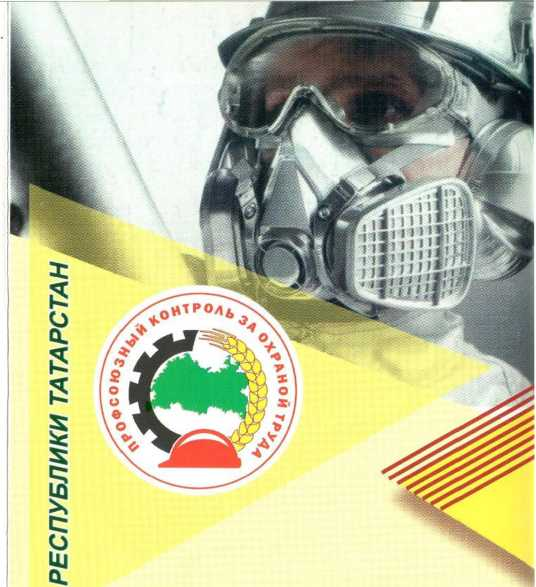 РЕСПУБЛИКИ ТАТАРСТАН
ПРОФСОЮЗНЫЙ КОНТРОЛЬ ЗА ОХРАНОЙ ТРУДА